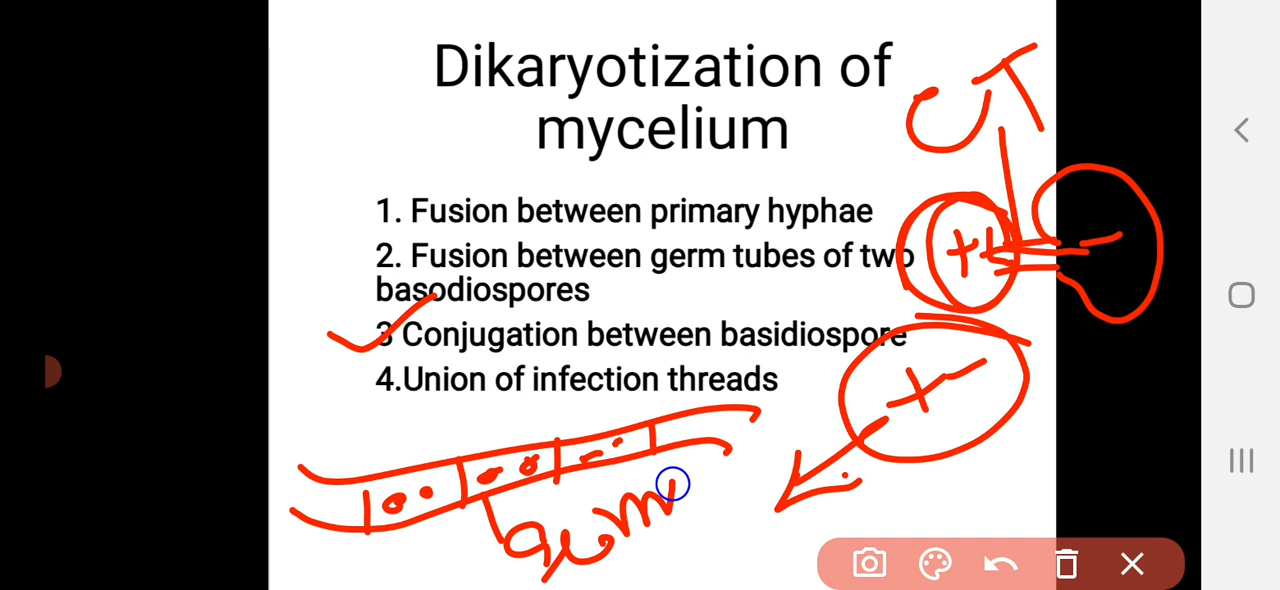 Dikaryotization of
mycelium
CT
1. Fusion between primary hyphae
2. Fusion between germ tubes of two
basodiospores
3 Conjugation between basidiospore
4.Union of infection threads
++ -
+ -